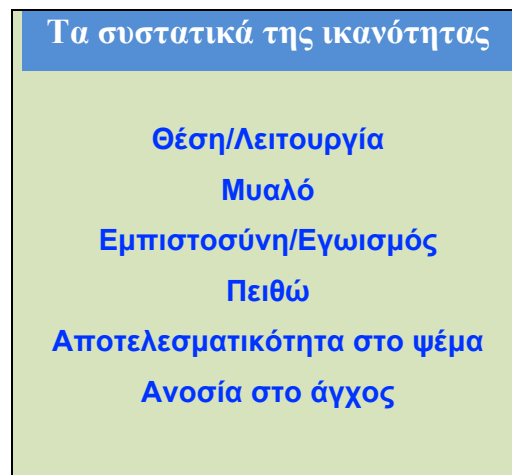 Τα συστατικά της ικανότητας
Θέση/Λειτουργία
Μυαλό
Εμπιστοσύνη/Εγωισμός
Πειθώ
Αποτελεσματικότητα στο ψέμα
Ανοσία στο άγχος